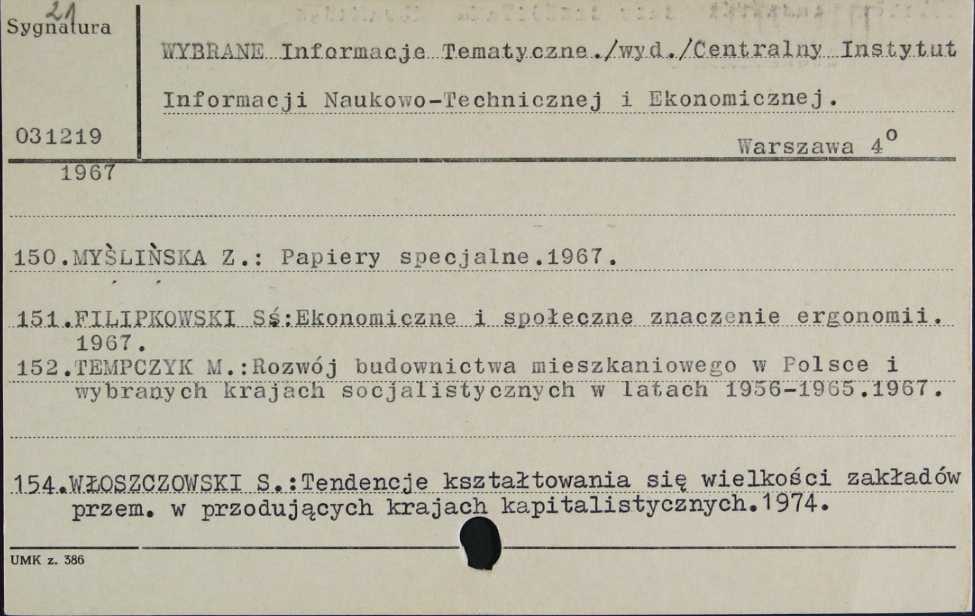 21
Sygnatura
WYBRANE Informacje Tematyczne./wyd./Centralny Instytut
Informacji Naukowo-Technicznej i Ekonomicznej.
031219
Warszawa 4o
1967
150.MYŚLIŃSKA Z.: Papiery specjalne.1967.
151.FILIPKOWSKI Sś:Ekonomiczne i społeczne znaczenie ergonomii.
1967.
152.TEMPCZYK M.:Rozwój budownictwa mieszkaniowego w Polsce i
wybranych krajach socjalistycznych w latach 1956-1965.1967.
154.WŁOSZCZOWSKI S.:Tendencje kształtowania się wielkości zakładów
przem. w przodujących krajach kapitalistycznych.1974.
UMK z. 386